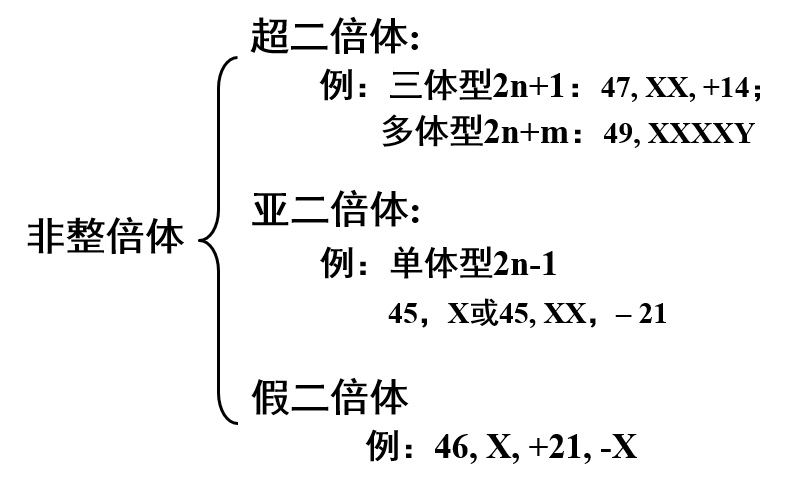 超二倍体:
例：三体型2n+1：47, XX, +14；
多体型2n+m：49, XXXXY
非整倍体
亚二倍体:
例：单体型2n-1
45，X或45, XX，– 21
假二倍体
例：46, X, +21, -X